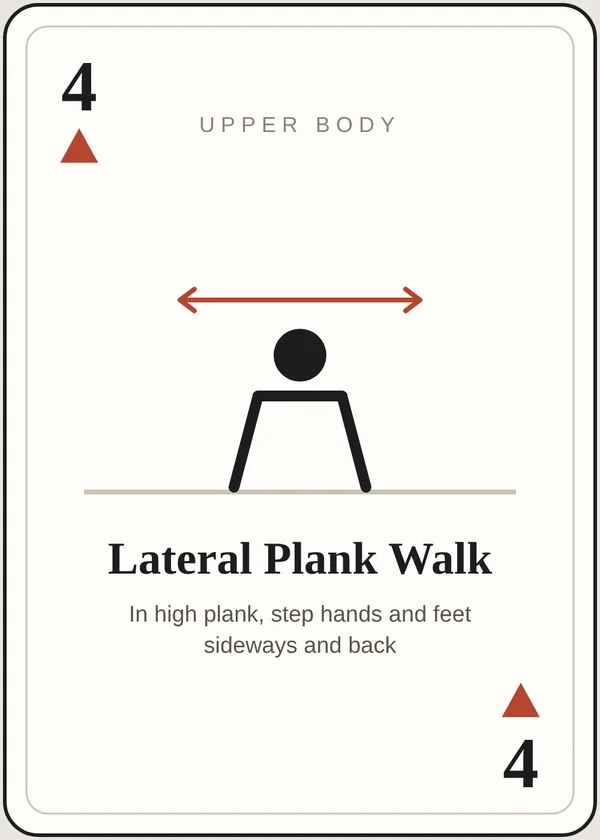 4
UPPER BODY
Lateral Plank Walk
In high plank, step hands and feet
sideways and back
4